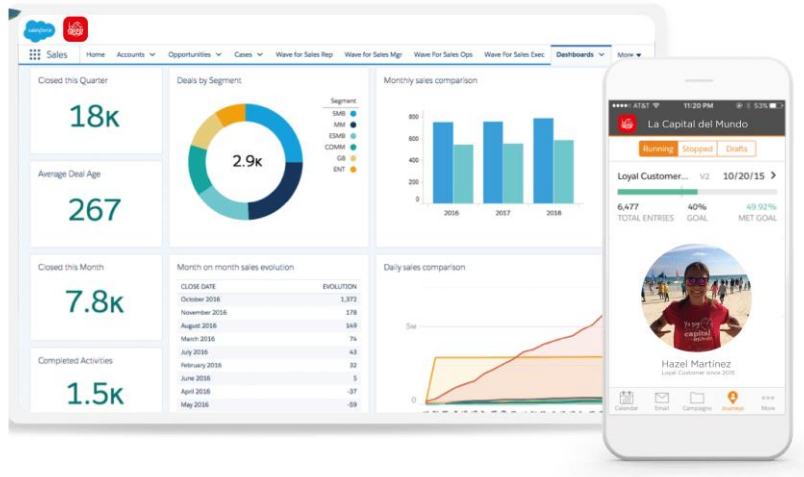 salesforce
Sales Home Accounts Opportunities Cases Wave for Sales Rep Wave for Sales Mgr Wave For Sales Ops Wave For Sales Exec Dashboards More
Closed this Quarter
18K
Average Deal Age
267
Closed this Month
7.8K
Completed Activities
1.5K
Deals by Segment
2.9K
Segment
SMB
MM
ESMB
COMM
GB
ENT
Monthly sales comparison
800
600
400
200
0
2016 2017 2018
Month on month sales evolution
CLOSE DATE EVOLUTION
October 2016 1,372
November 2016 178
August 2016 149
March 2016 74
July 2016 43
February 2016 32
June 2016 5
April 2016 -37
May 2016 -59
Daily sales comparison
5M
0
AT&T 11:20 PM 53%
La Capital del Mundo
Running Stopped Drafts
Loyal Customer... V2 10/20/15
6,477 40% 49.92%
TOTAL ENTRIES GOAL MET GOAL
capital
Hazel Martínez
Loyal Customer since 2015
Calendar Email Campaigns Journeys More